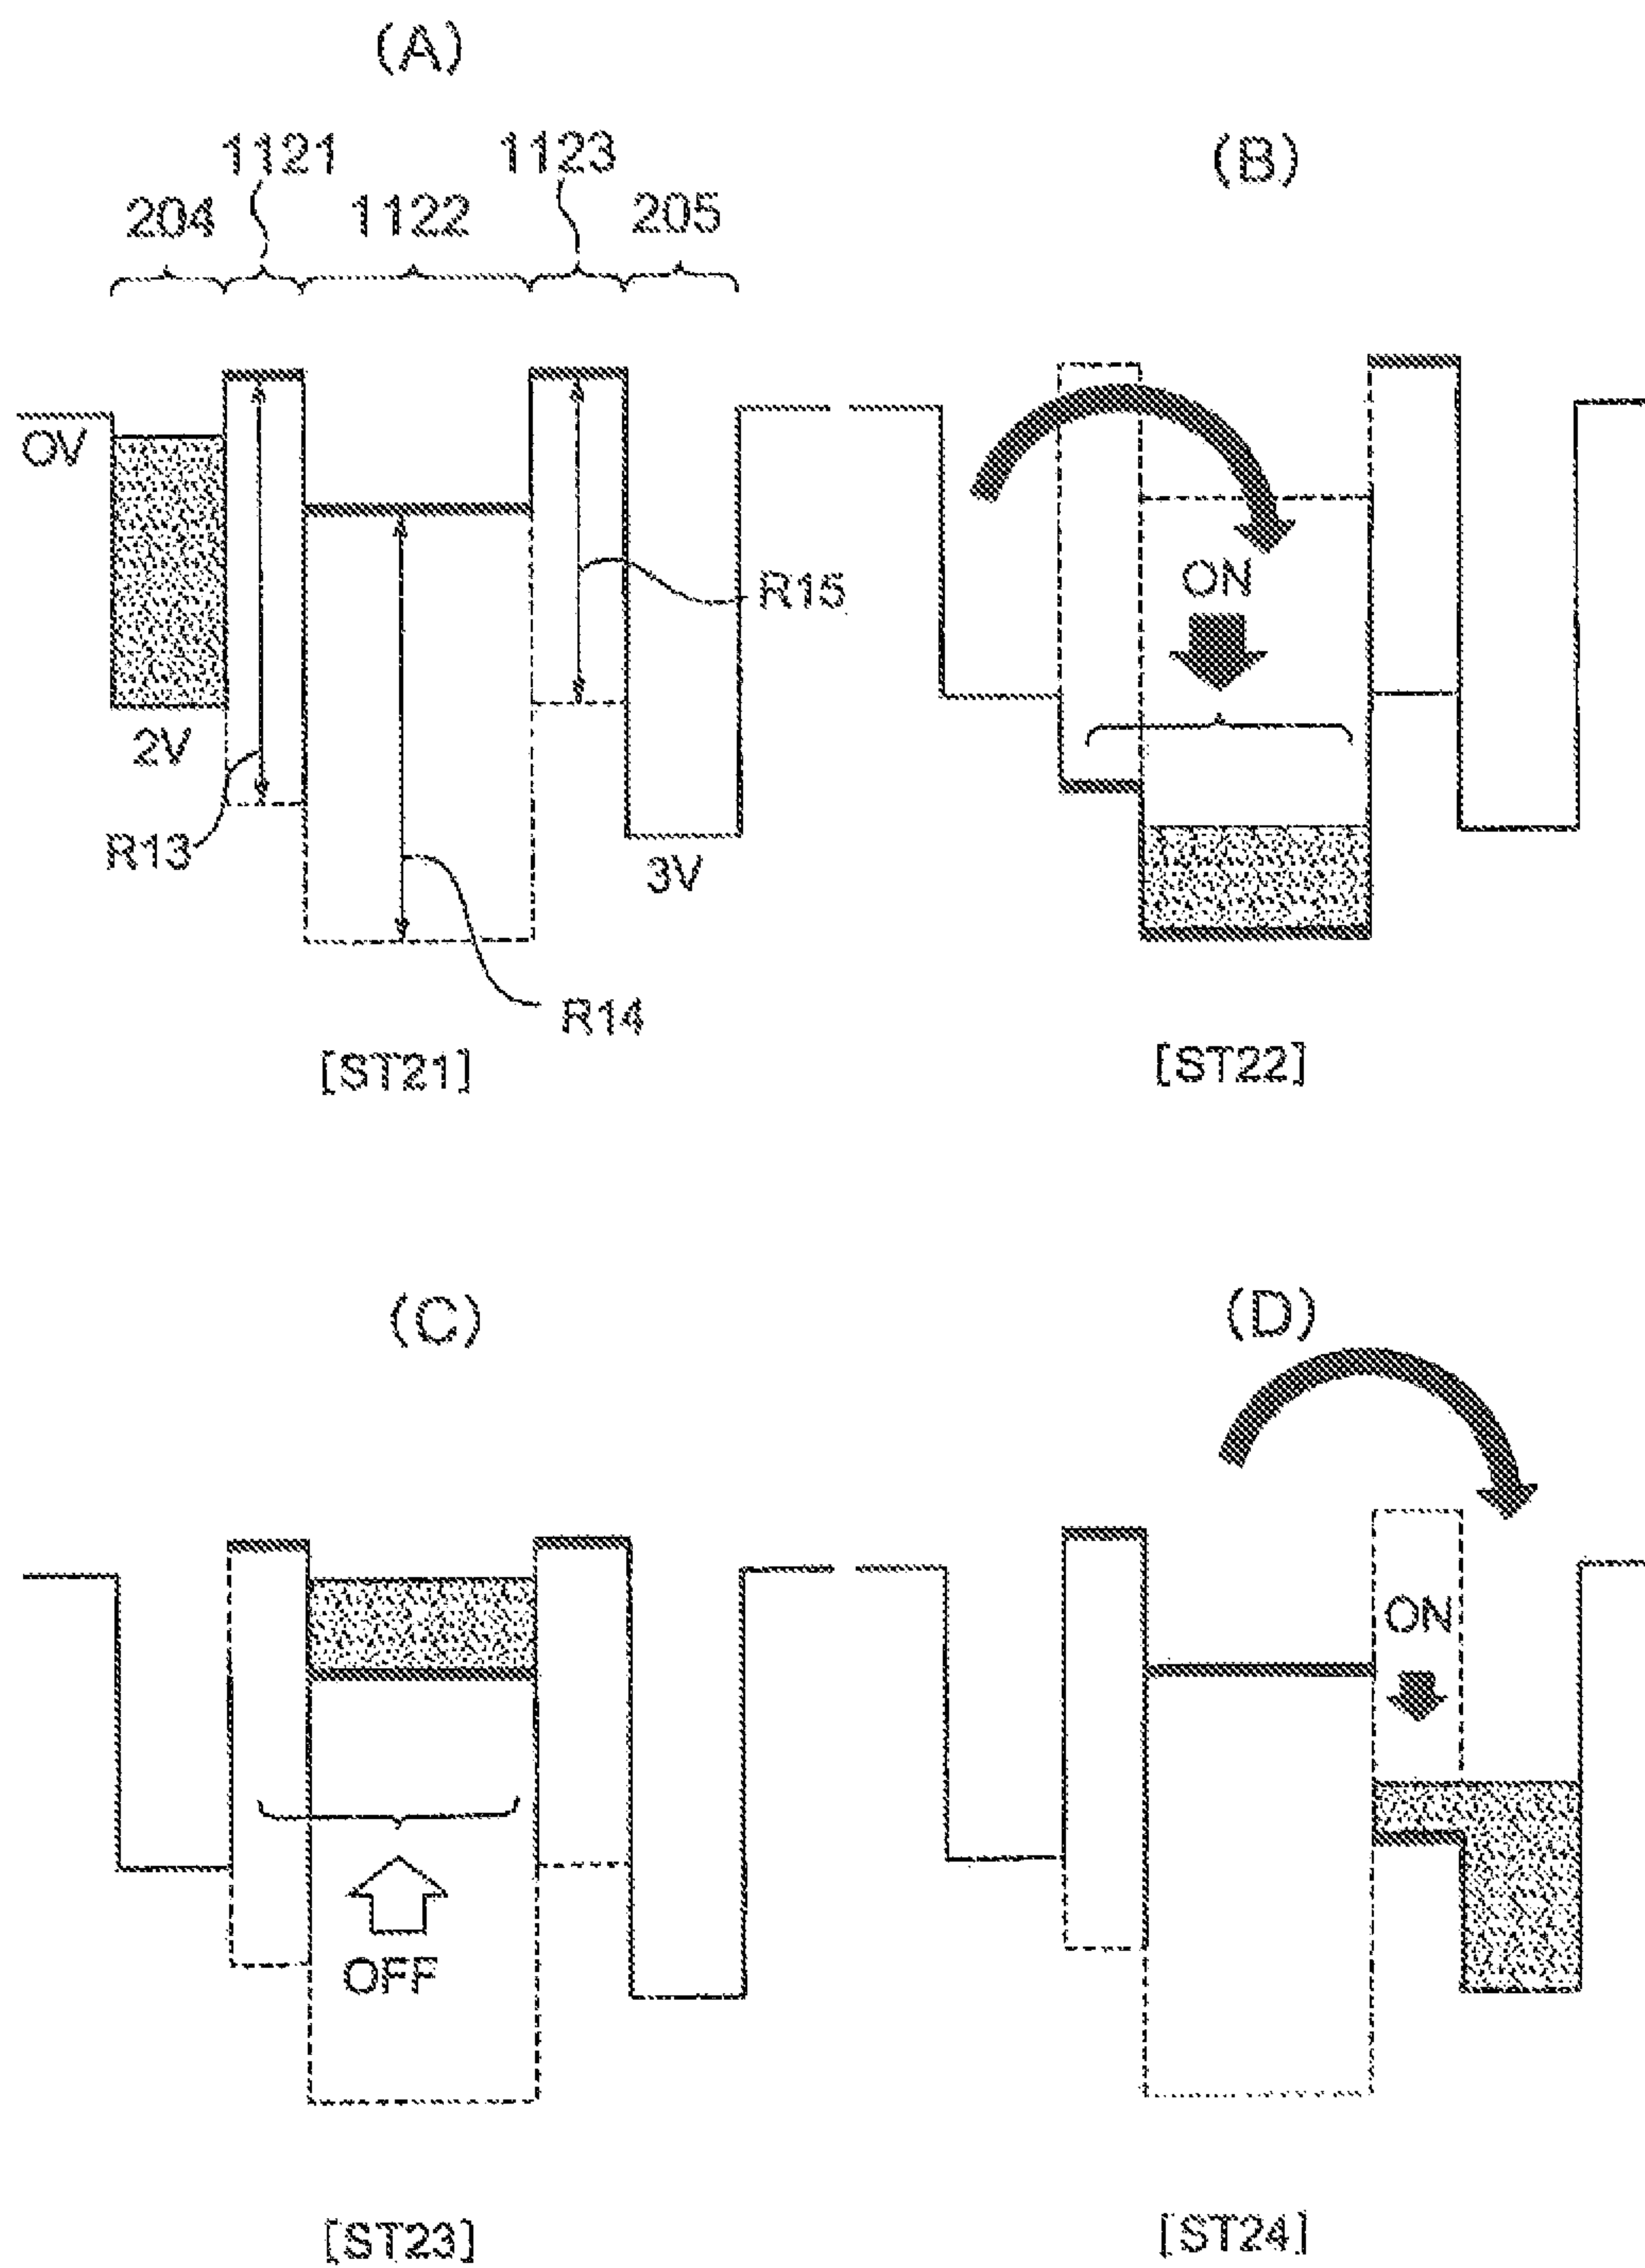 (A)
(B)
1121 1123
204 1122 205
0V
2V
3V
R13
R14
R15
ON
[ST21]
[ST22]
(C)
(D)
ON
OFF
[ST23]
[ST24]